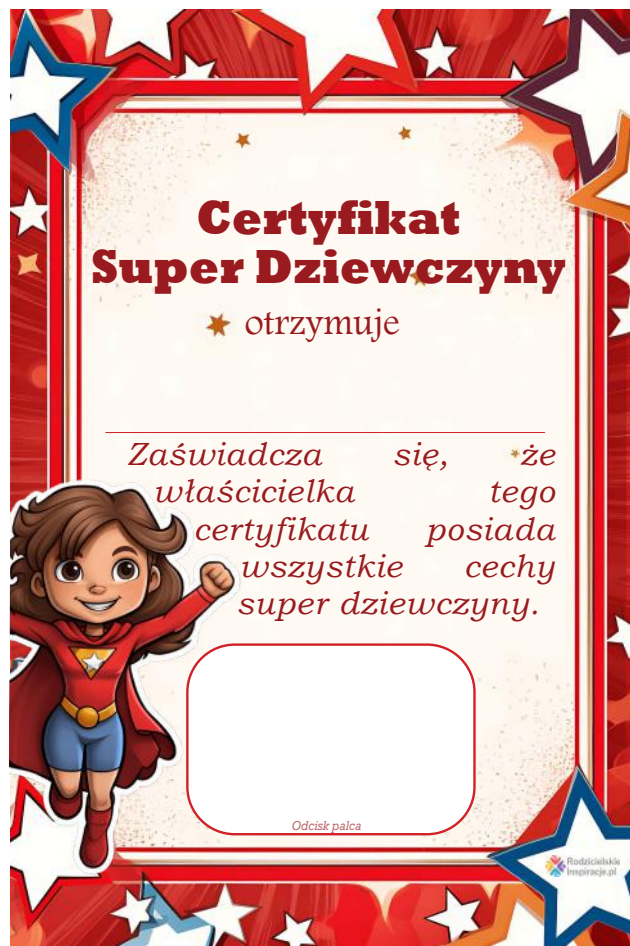 Certyfikat
Super Dziewczyny
otrzymuje
Zaświadcza się, że
właścicielka tego
certyfikatu posiada
wszystkie cechy
super dziewczyny.
Odcisk palca
Rodzicielskie
Inspiracje.pl